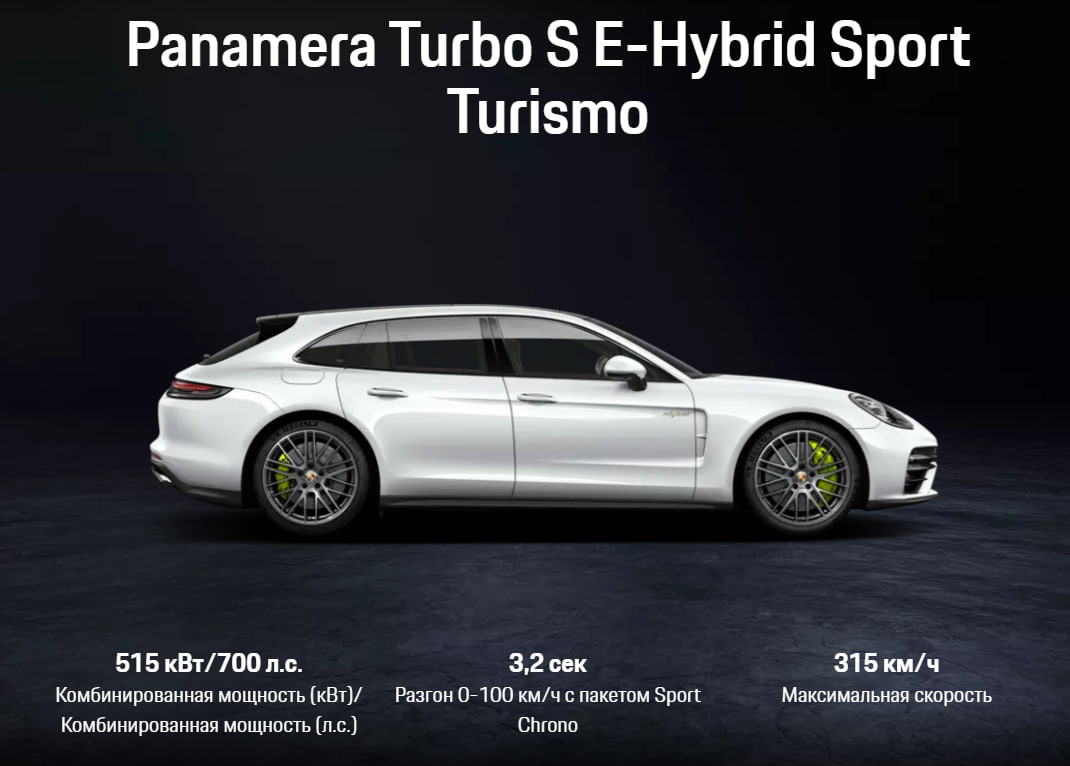 Panamera Turbo S E-Hybrid Sport
Turismo
515 кВт/700 л.с.
Комбинированная мощность (кВт)/
Комбинированная мощность (л.с.)
3,2 сек
Разгон 0-100 км/ч с пакетом Sport
Chrono
315 км/ч
Максимальная скорость